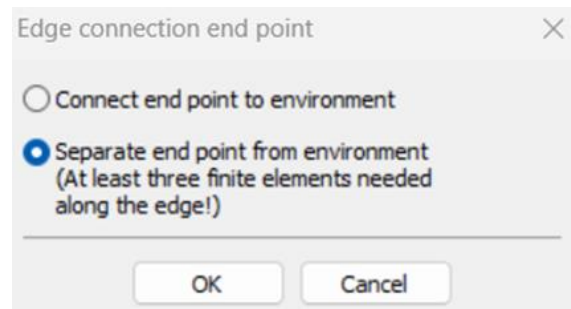 Edge connection end point
Connect end point to environment
Separate end point from environment
(At least three finite elements needed
along the edge!)
OK
Cancel